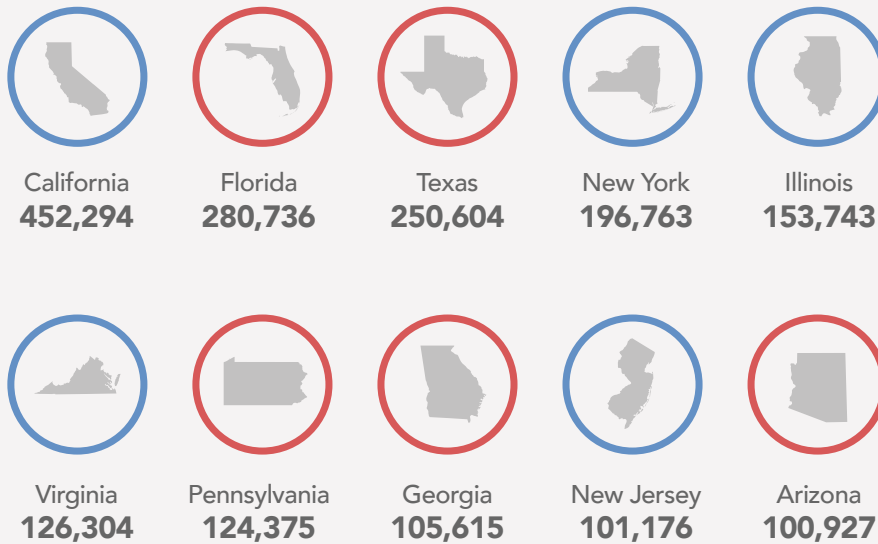 California Florida Texas New York Illinois
452,294 280,736 250,604 196,763 153,743
Virginia Pennsylvania Georgia New Jersey Arizona
126,304 124,375 105,615 101,176 100,927